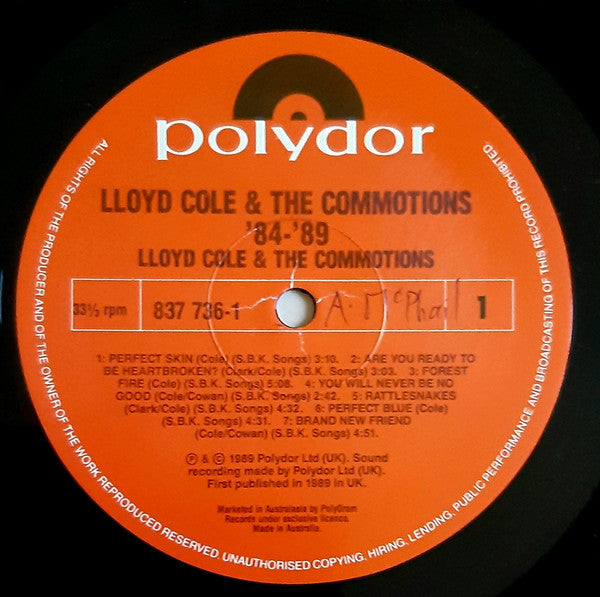 polydor
LLOYD COLE & THE COMMOTIONS
'84-'89
LLOYD COLE & THE COMMOTIONS
33⅓ rpm 837 736-1 A. McPhail 1
1: PERFECT SKIN (Cole) (S.B.K. Songs) 3:10. 2: ARE YOU READY TO
BE HEARTBROKEN? (Clark/Cole) (S.B.K. Songs) 3:03. 3: FOREST
FIRE (Cole) (S.B.K. Songs) 5:08. 4: YOU WILL NEVER BE NO
GOOD (Cole/Cowan) (S.B.K. Songs) 2:42. 5: RATTLESNAKES
(Clark/Cole) (S.B.K. Songs) 4:32. 6: PERFECT BLUE (Cole)
(S.B.K. Songs) 4:31. 7: BRAND NEW FRIEND
(Cole/Cowan) (S.B.K. Songs) 4:51.
℗ & © 1989 Polydor Ltd (UK). Sound
recording made by Polydor Ltd (UK).
First published in 1989 in UK.
Marketed in Australasia by PolyGram
Records under exclusive licence.
Made in Australia.
ALL RIGHTS OF THE PRODUCER AND OF THE OWNER OF THE WORK REPRODUCED RESERVED. UNAUTHORISED COPYING, HIRING, LENDING, PUBLIC PERFORMANCE AND BROADCASTING OF THIS RECORD PROHIBITED.